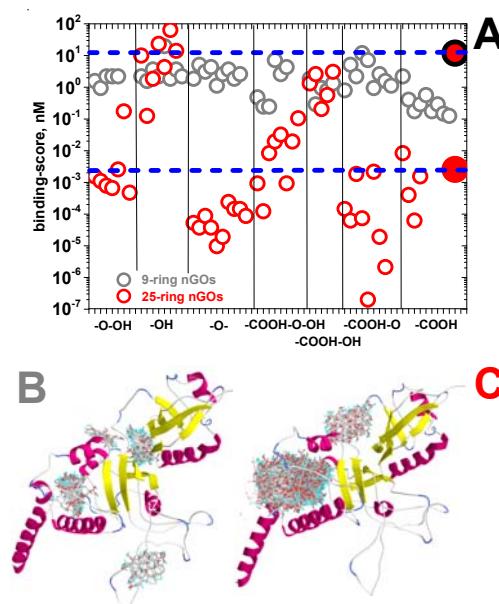 A
binding-score, nM
10²
10¹
10⁰
10⁻¹
10⁻²
10⁻³
10⁻⁴
10⁻⁵
10⁻⁶
10⁻⁷
9-ring nGOs
25-ring nGOs
-O-OH -OH -O- -COOH-O-OH -COOH-O -COOH
-COOH-OH
B
C